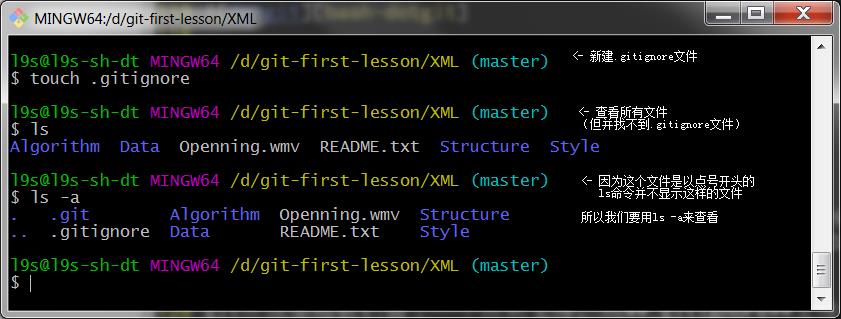 MINGW64:/d/git-first-lesson/XML
l9s@l9s-sh-dt MINGW64 /d/git-first-lesson/XML (master) <- 新建.gitignore文件
$ touch .gitignore
l9s@l9s-sh-dt MINGW64 /d/git-first-lesson/XML (master) <- 查看所有文件
$ ls (但并找不到.gitignore文件)
Algorithm Data Openning.wmv README.txt Structure Style
l9s@l9s-sh-dt MINGW64 /d/git-first-lesson/XML (master) <- 因为这个文件是以点号开头的
$ ls -a ls命令并不显示这样的文件
. .git Algorithm Openning.wmv Structure 所以我们要用ls -a来查看
.. .gitignore Data README.txt Style
l9s@l9s-sh-dt MINGW64 /d/git-first-lesson/XML (master)
$